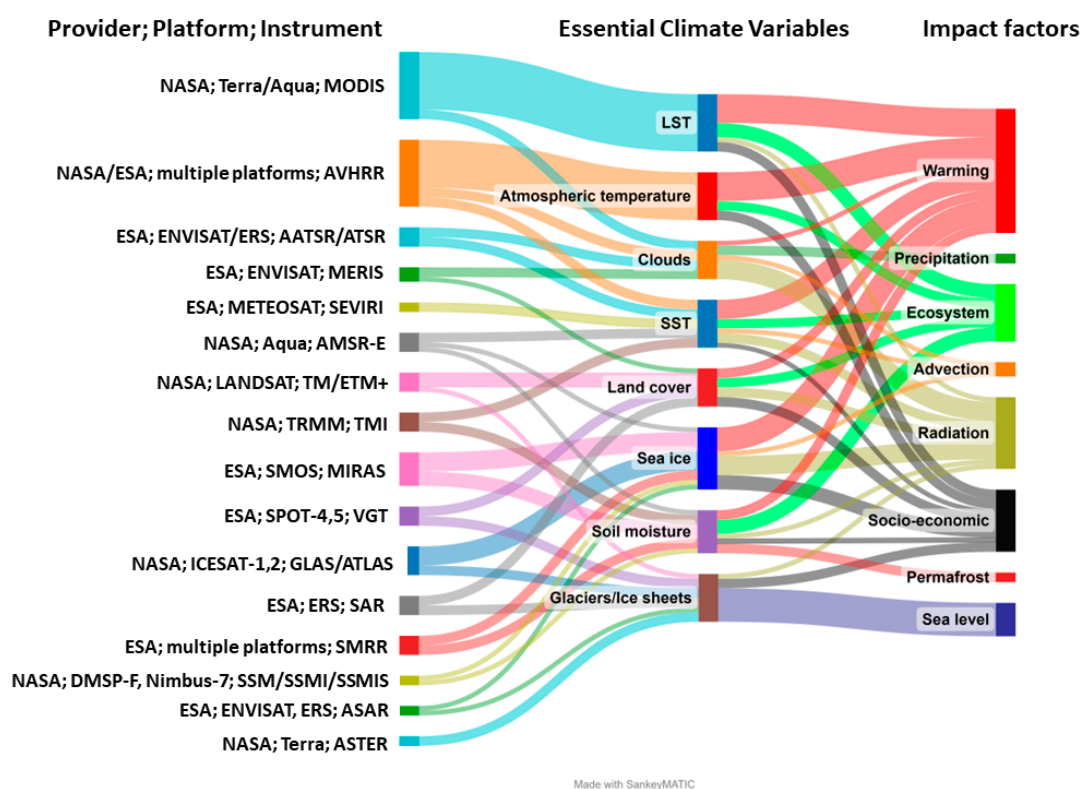 Provider; Platform; Instrument
Essential Climate Variables
Impact factors
NASA; Terra/Aqua; MODIS
NASA/ESA; multiple platforms; AVHRR
ESA; ENVISAT/ERS; AATSR/ATSR
ESA; ENVISAT; MERIS
ESA; METEOSAT; SEVIRI
NASA; Aqua; AMSR-E
NASA; LANDSAT; TM/ETM+
NASA; TRMM; TMI
ESA; SMOS; MIRAS
ESA; SPOT-4,5; VGT
NASA; ICESAT-1,2; GLAS/ATLAS
ESA; ERS; SAR
ESA; multiple platforms; SMRR
NASA; DMSP-F, Nimbus-7; SSM/SSMI/SSMIS
ESA; ENVISAT, ERS; ASAR
NASA; Terra; ASTER
LST
Atmospheric temperature
Clouds
SST
Land cover
Sea ice
Soil moisture
Glaciers/Ice sheets
Warming
Precipitation
Ecosystem
Advection
Radiation
Socio-economic
Permafrost
Sea level
Made with SankeyMATIC